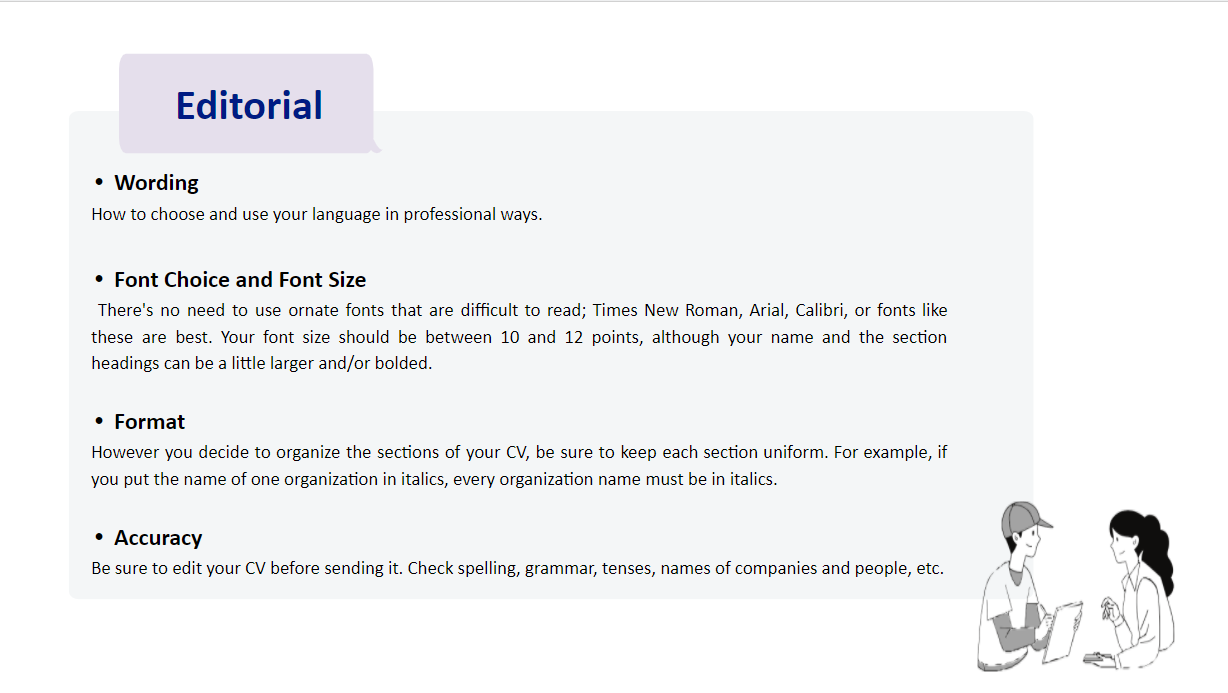 Editorial
• Wording
How to choose and use your language in professional ways.
• Font Choice and Font Size
There's no need to use ornate fonts that are difficult to read; Times New Roman, Arial, Calibri, or fonts like
these are best. Your font size should be between 10 and 12 points, although your name and the section
headings can be a little larger and/or bolded.
• Format
However you decide to organize the sections of your CV, be sure to keep each section uniform. For example, if
you put the name of one organization in italics, every organization name must be in italics.
• Accuracy
Be sure to edit your CV before sending it. Check spelling, grammar, tenses, names of companies and people, etc.